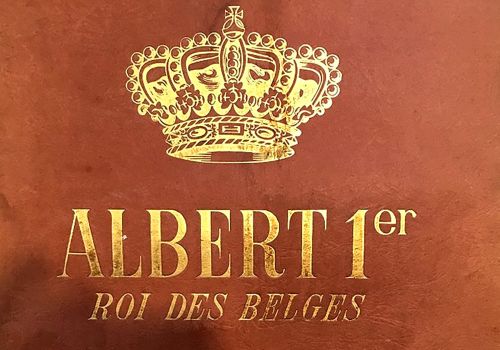 ALBERT 1er
ROI DES BELGES